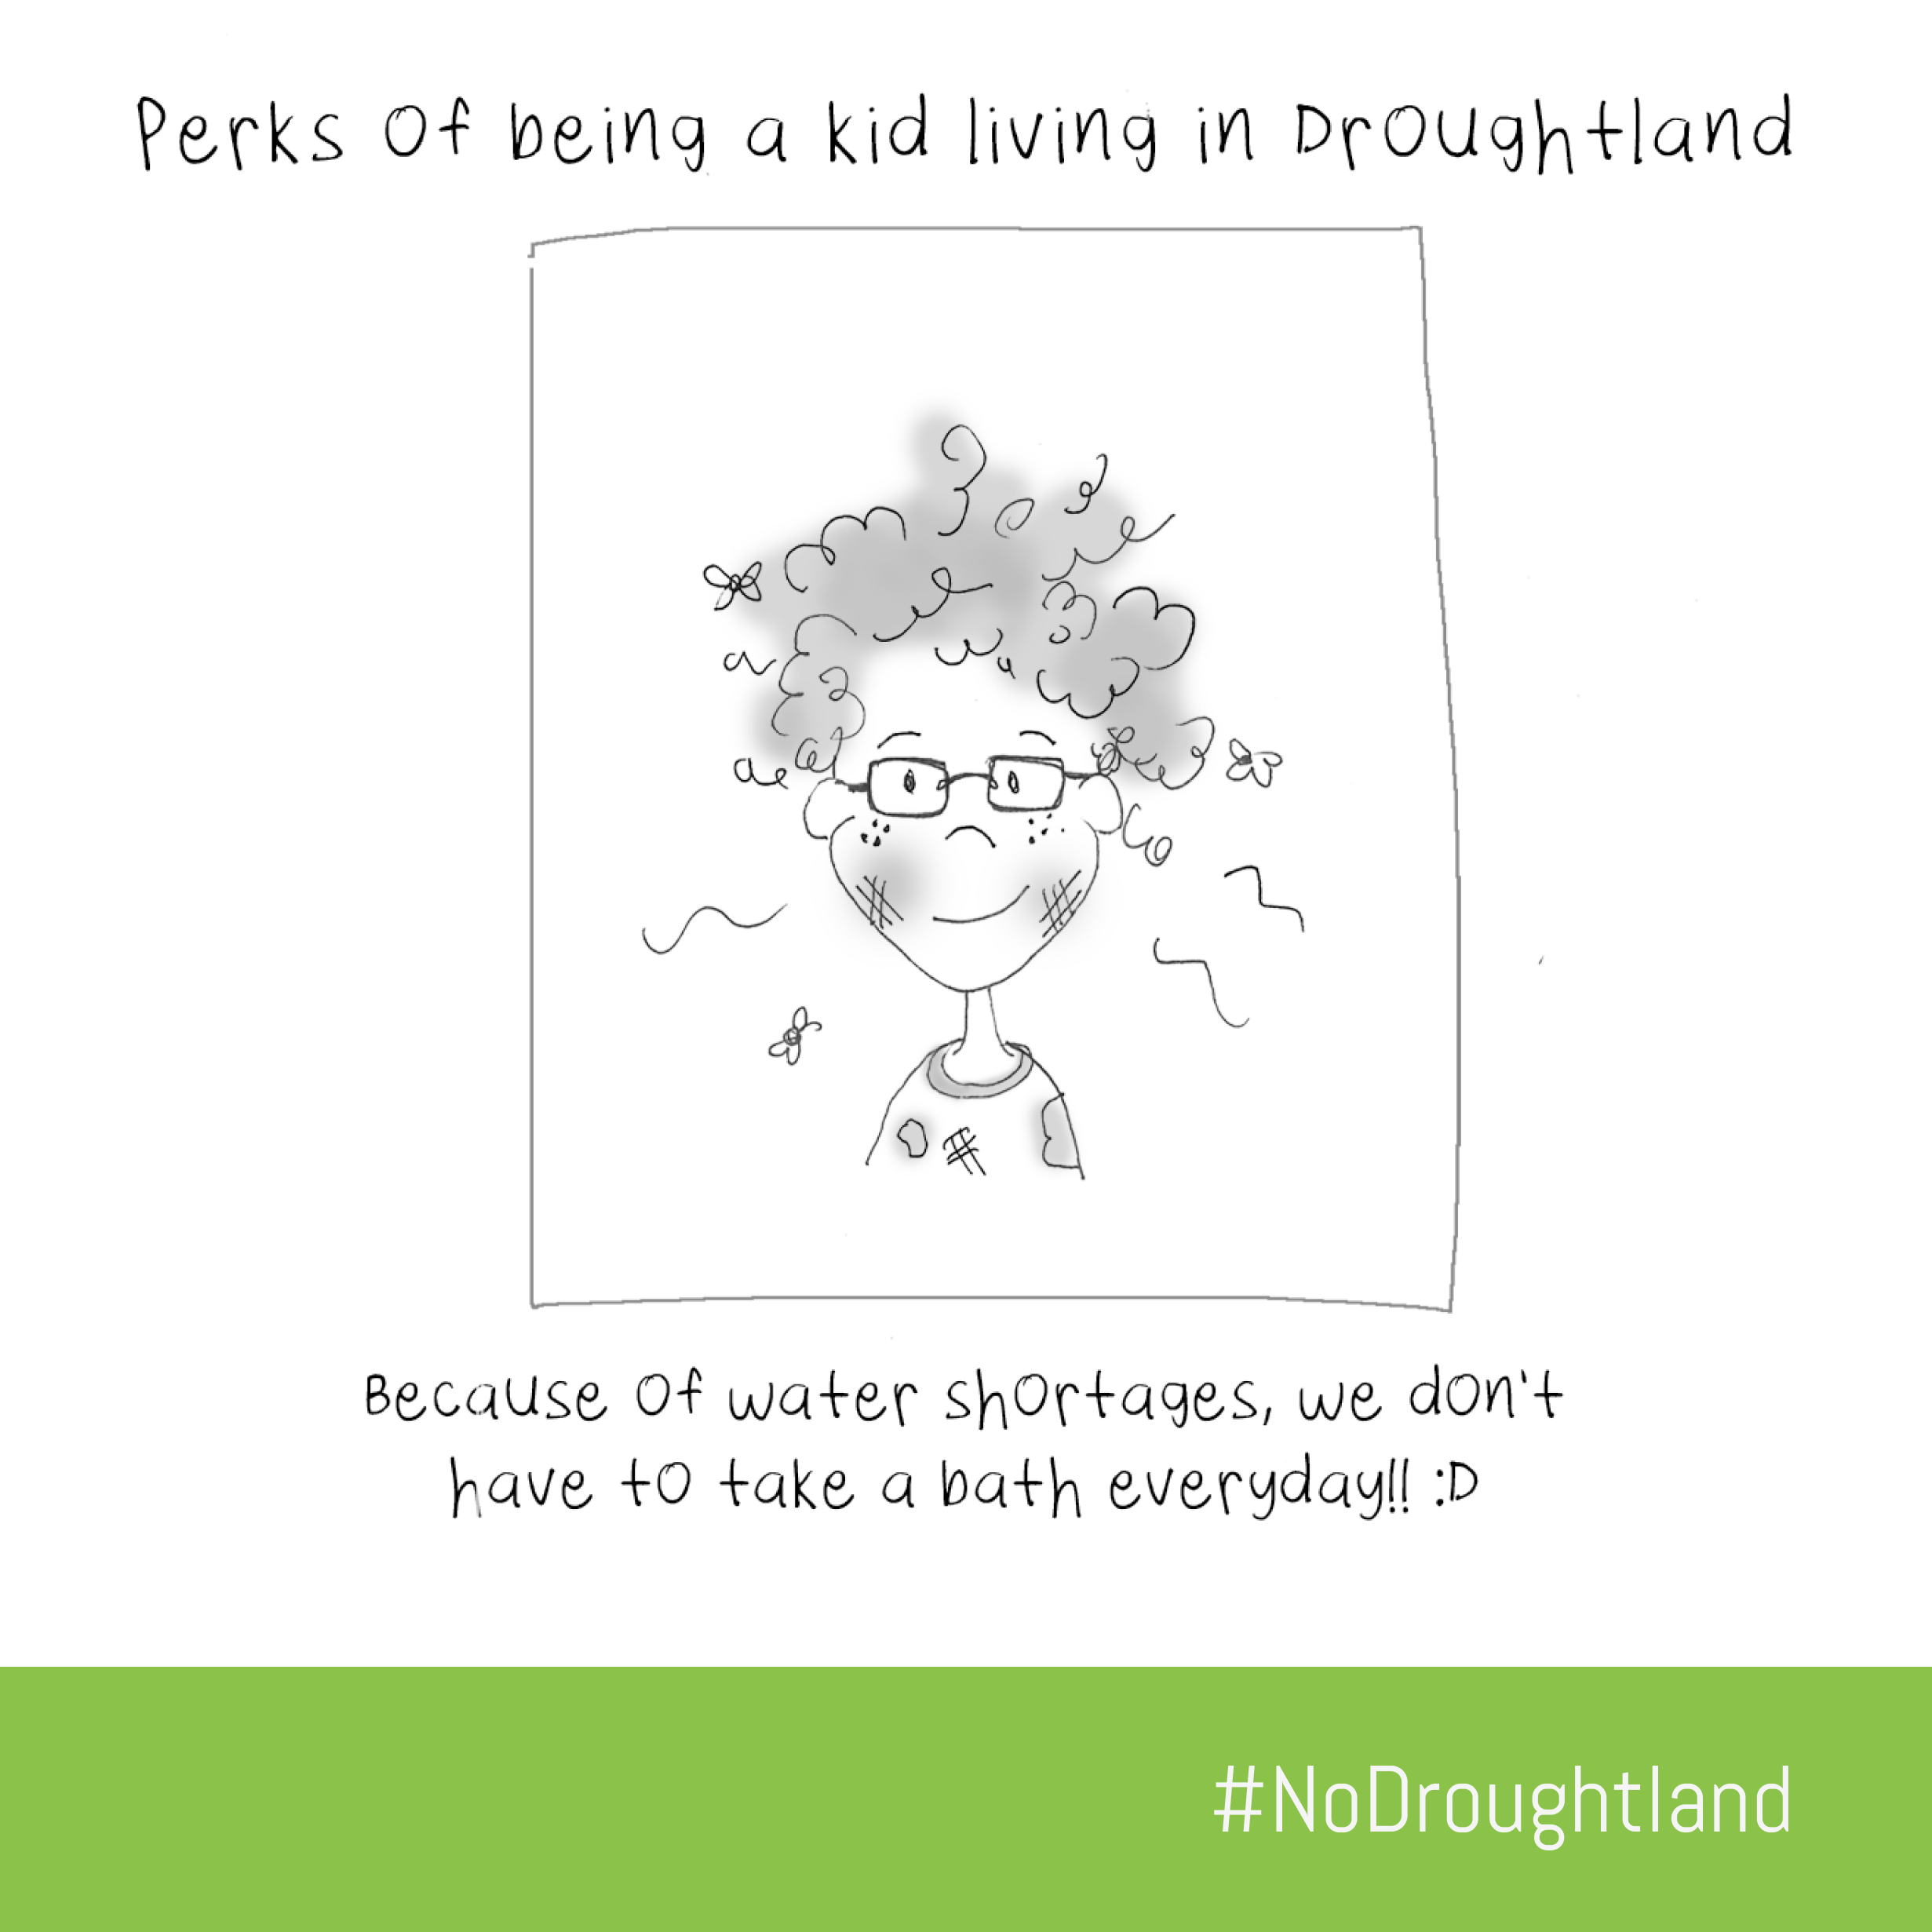 Perks of being a kid living in Droughtland
Because of water shortages, we don't
have to take a bath everyday!! :D
#NoDroughtland